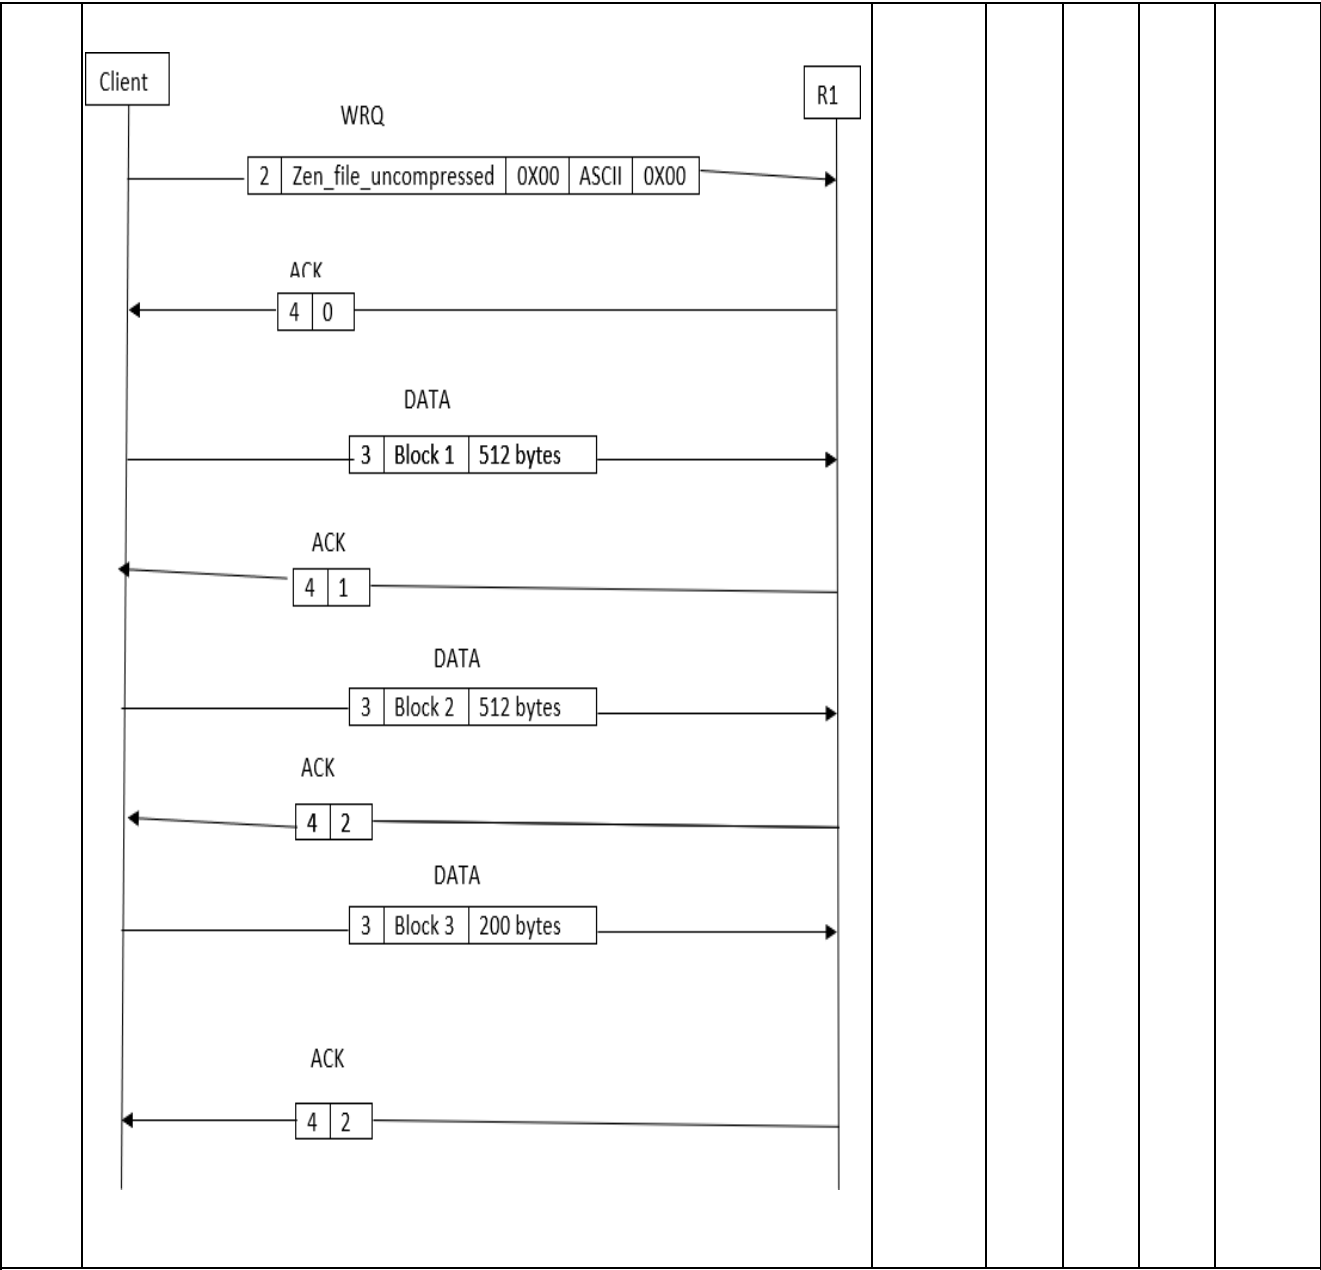 Client
R1
WRQ
2 Zen_file_uncompressed 0X00 ASCII 0X00
ACK
4 0
DATA
3 Block 1 512 bytes
ACK
4 1
DATA
3 Block 2 512 bytes
ACK
4 2
DATA
3 Block 3 200 bytes
ACK
4 2